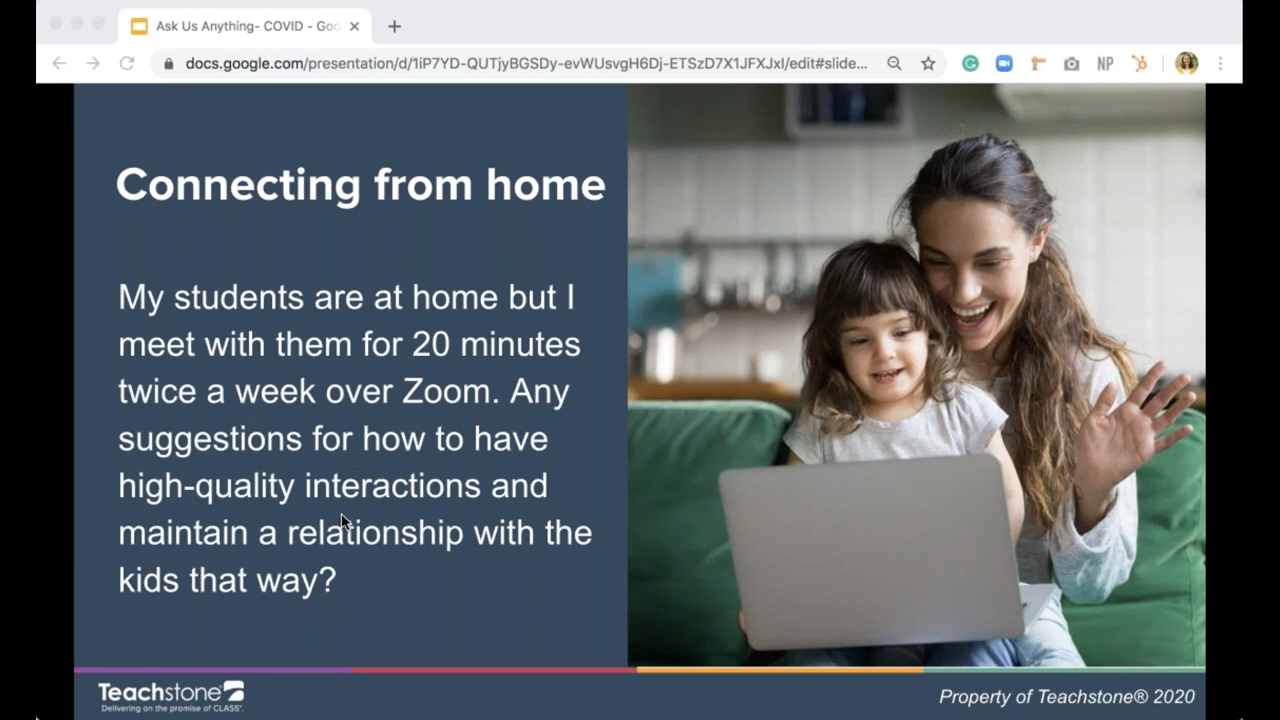 Ask Us Anything- COVID - Goo
docs.google.com/presentation/d/1iP7YD-QUTjyBGSDy-evWUsvgH6Dj-ETSzD7X1JFXJxI/edit#slide...
NP
Connecting from home
My students are at home but I
meet with them for 20 minutes
twice a week over Zoom. Any
suggestions for how to have
high-quality interactions and
maintain a relationship with the
kids that way?
Teachstone®
Delivering on the promise of CLASS®.
Property of Teachstone® 2020